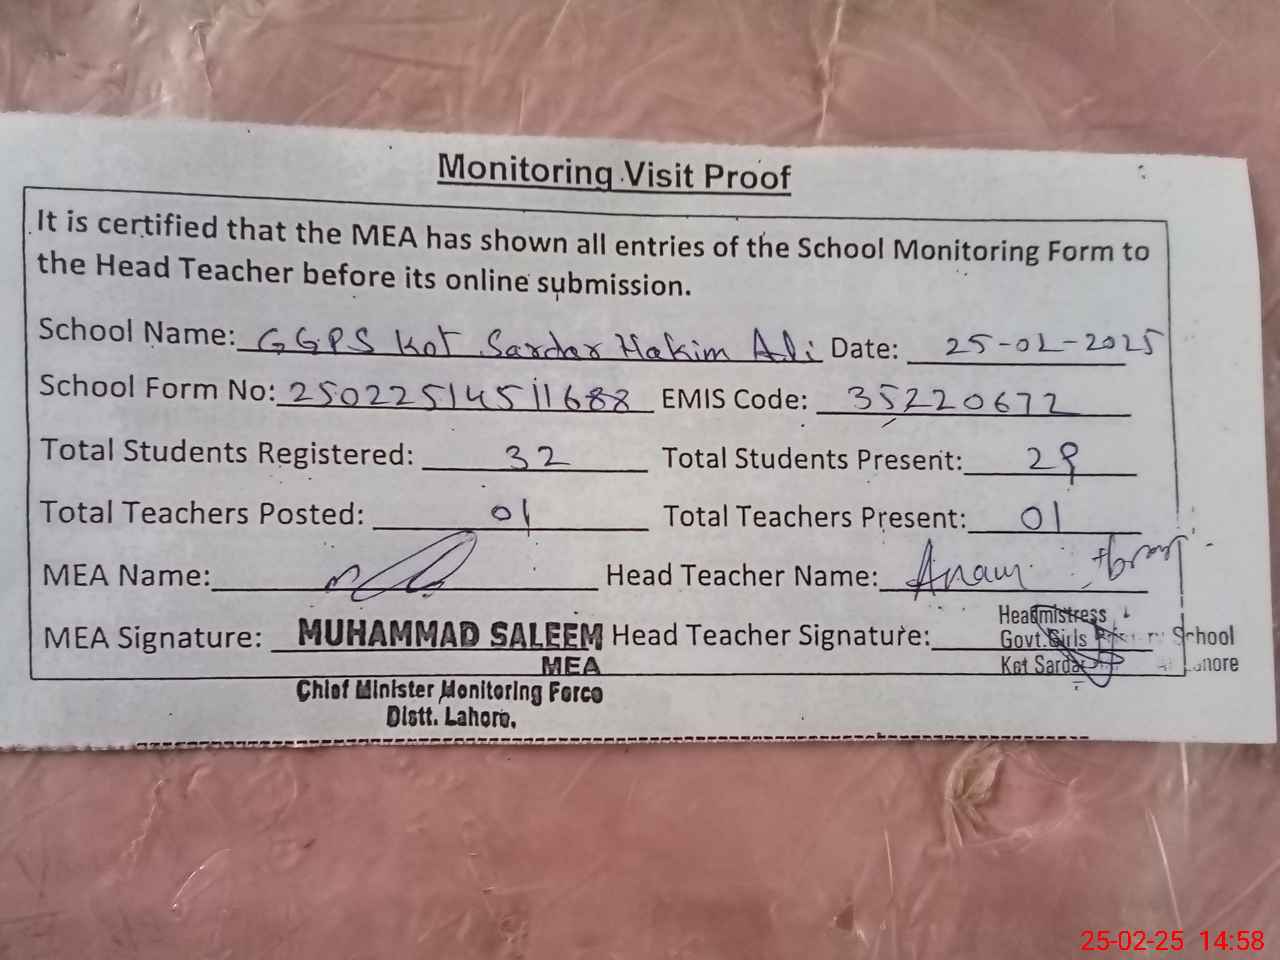 Monitoring Visit Proof
It is certified that the MEA has shown all entries of the School Monitoring Form to
the Head Teacher before its online submission.
School Name: GGPS Kot Sardar Hakim Ali Date: 25-02-2025
School Form No: 25022514511688 EMIS Code: 35220672
Total Students Registered: 32 Total Students Present: 29
Total Teachers Posted: 01 Total Teachers Present: 01
MEA Name: Head Teacher Name: Anam
MEA Signature: MUHAMMAD SALEEM Head Teacher Signature:
MEA
Chief Minister Monitoring Force
Distt. Lahore.
Headmistress
Govt. Girls Primary School
Kot Sardar Lahore
25-02-25 14:58